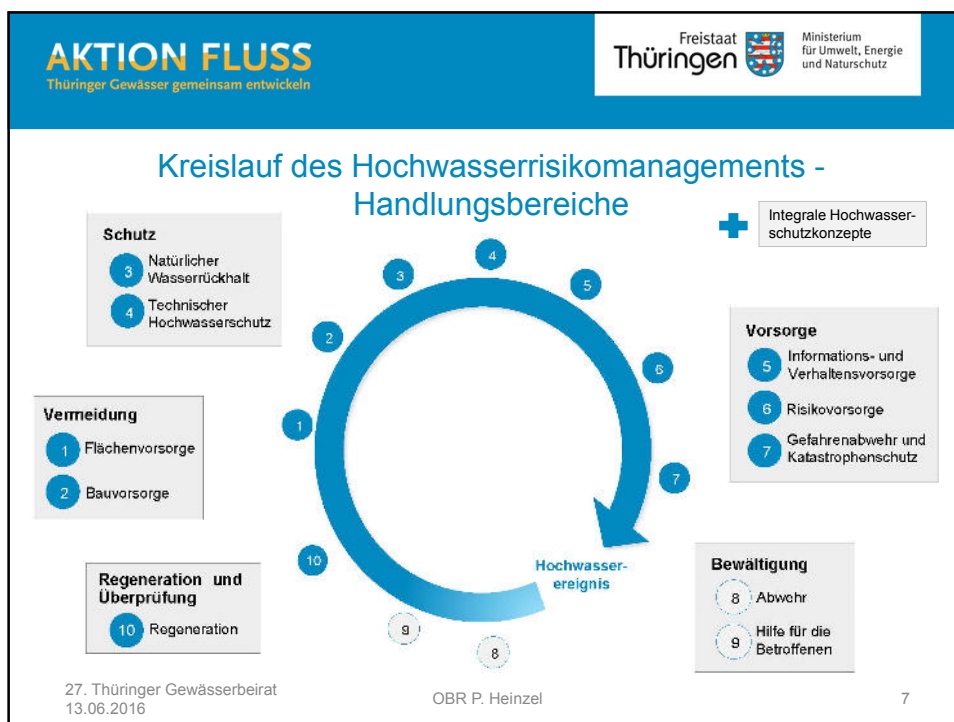 AKTION FLUSS
Thüringer Gewässer gemeinsam entwickeln
Freistaat
Thüringen
Ministerium
für Umwelt, Energie
und Naturschutz
Kreislauf des Hochwasserrisikomanagements -
Handlungsbereiche
Integrale Hochwasser-
schutzkonzepte
Schutz
3 Natürlicher
Wasserrückhalt
4 Technischer
Hochwasserschutz
Vermeidung
1 Flächenvorsorge
2 Bauvorsorge
Regeneration und
Überprüfung
10 Regeneration
1
2
3
4
5
6
7
8
9
10
Hochwasser-
ereignis
Vorsorge
5 Informations- und
Verhaltensvorsorge
6 Risikovorsorge
7 Gefahrenabwehr und
Katastrophenschutz
Bewältigung
8 Abwehr
9 Hilfe für die
Betroffenen
27. Thüringer Gewässerbeirat
13.06.2016
OBR P. Heinzel
7